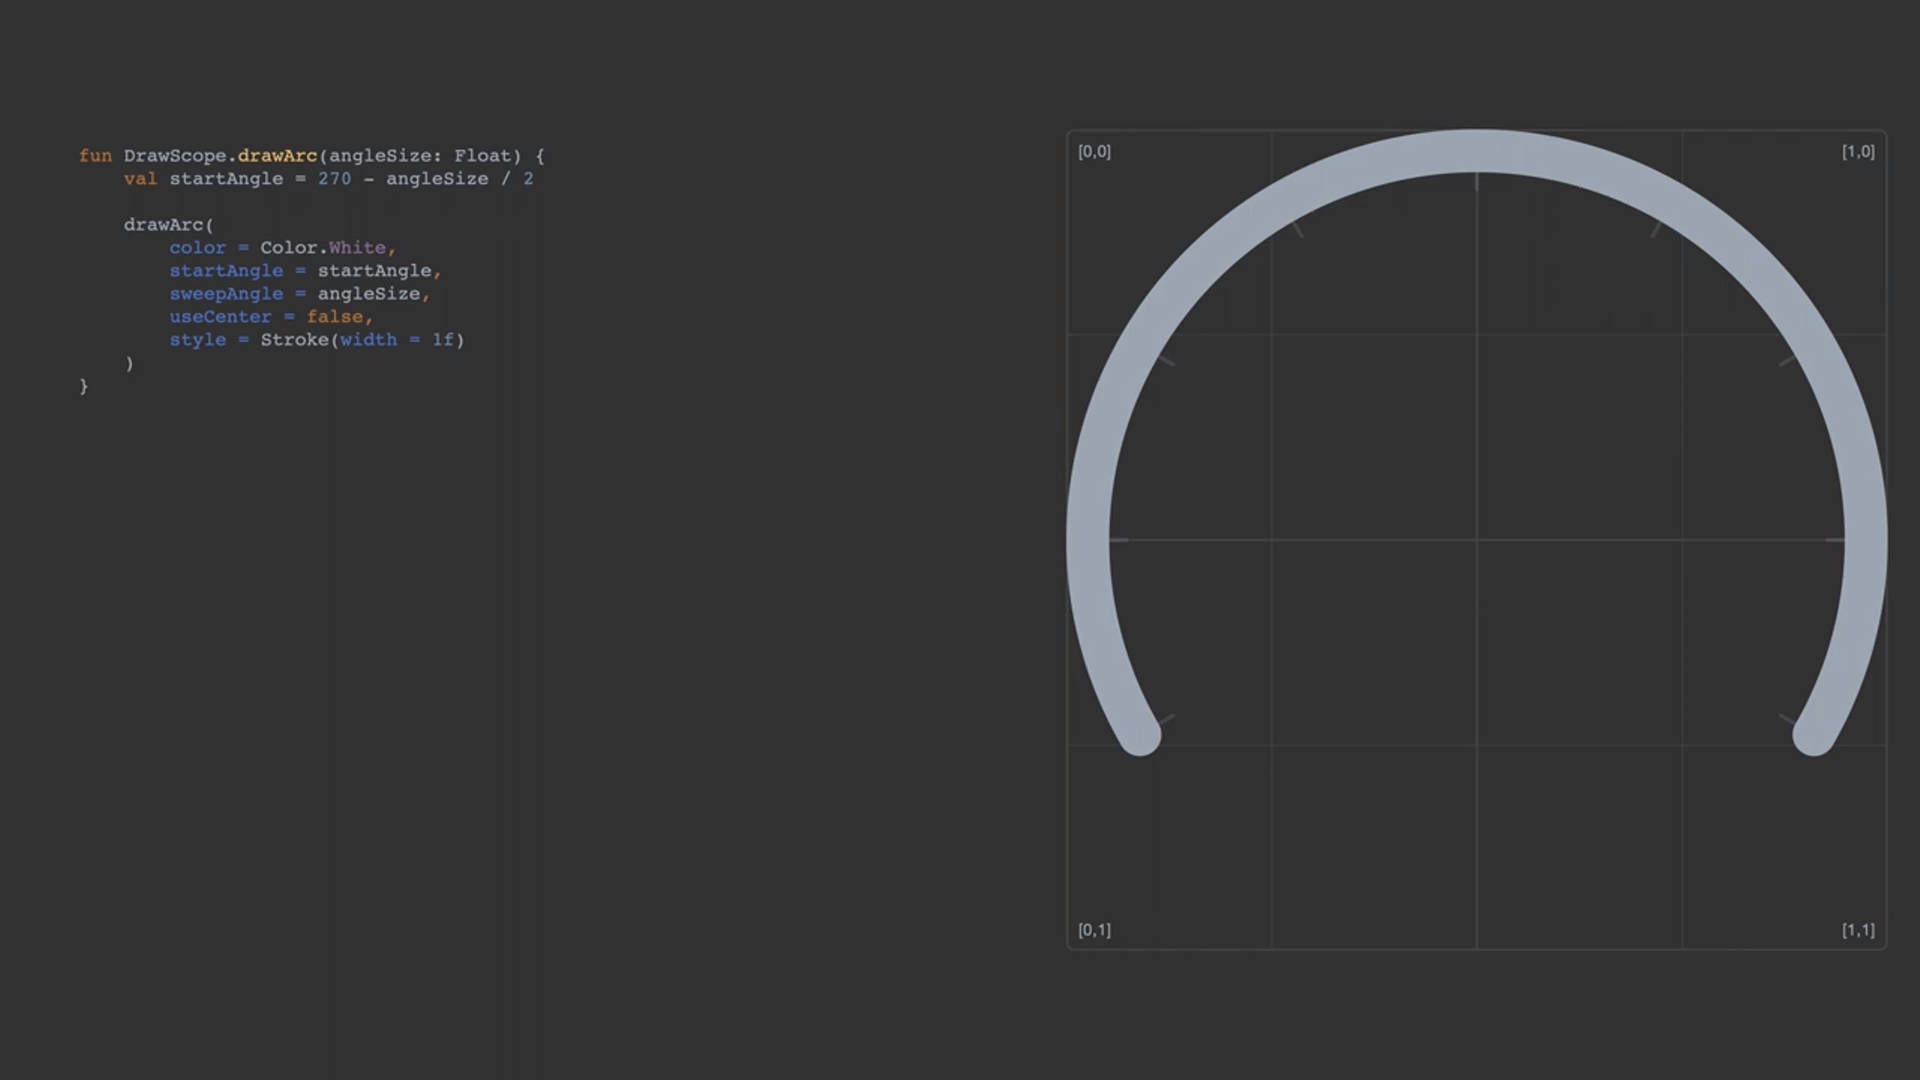 fun DrawScope.drawArc(angleSize: Float) {
    val startAngle = 270 - angleSize / 2

    drawArc(
        color = Color.White,
        startAngle = startAngle,
        sweepAngle = angleSize,
        useCenter = false,
        style = Stroke(width = 1f)
    )
}
[0,0]
[1,0]
[0,1]
[1,1]